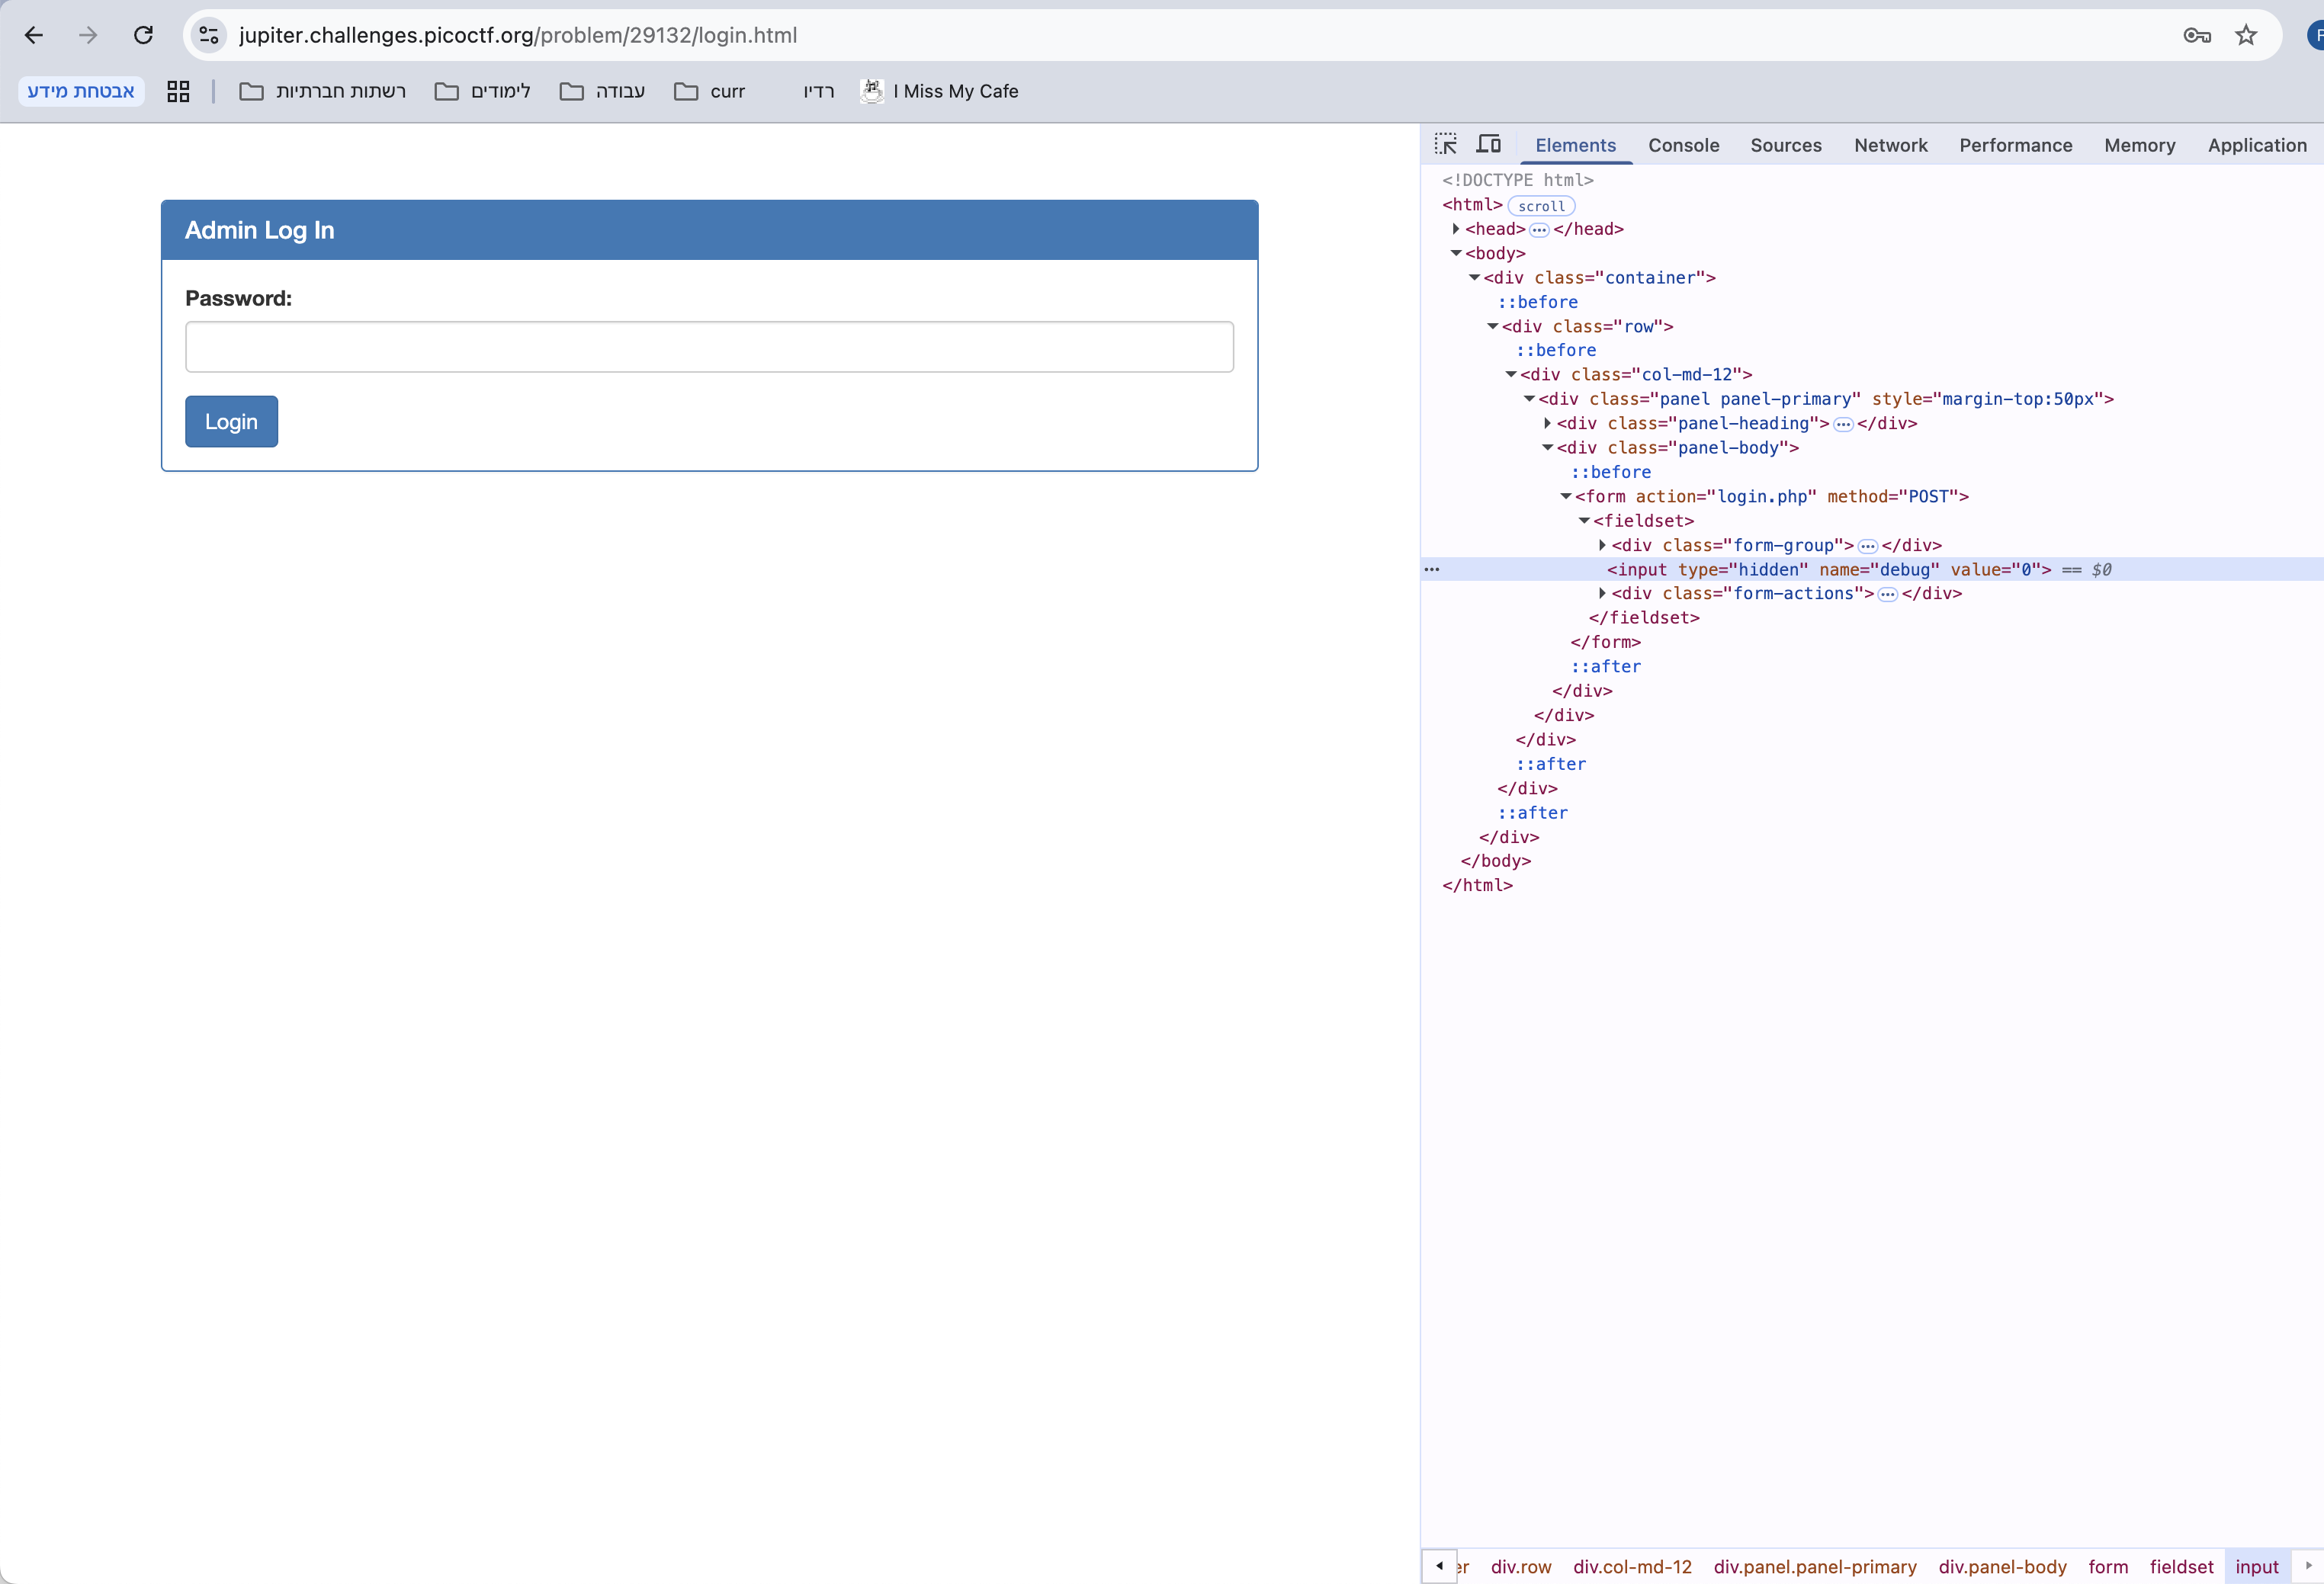 jupiter.challenges.picoctf.org/problem/29132/login.html
אבטחת מידע
רשתות חברתיות
לימודים
עבודה
curr
רדיו
I Miss My Cafe
Admin Log In
Password:
Login
Elements Console Sources Network Performance Memory Application
<!DOCTYPE html>
<html> scroll
<head> … </head>
<body>
<div class="container">
::before
<div class="row">
::before
<div class="col-md-12">
<div class="panel panel-primary" style="margin-top:50px">
<div class="panel-heading"> … </div>
<div class="panel-body">
::before
<form action="login.php" method="POST">
<fieldset>
<div class="form-group"> … </div>
… <input type="hidden" name="debug" value="0"> == $0
<div class="form-actions"> … </div>
</fieldset>
</form>
::after
</div>
</div>
</div>
::after
</div>
::after
</div>
</body>
</html>
er div.row div.col-md-12 div.panel.panel-primary div.panel-body form fieldset input